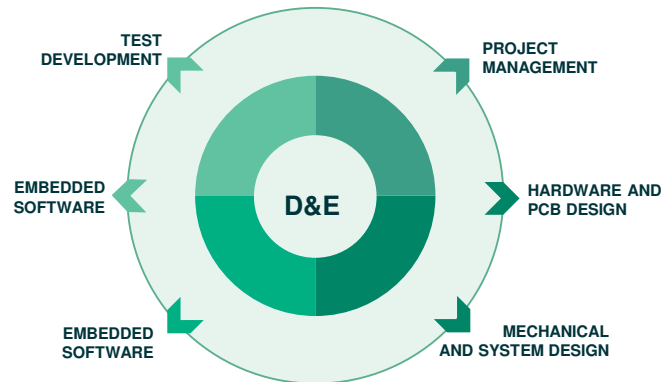 TEST
DEVELOPMENT
PROJECT
MANAGEMENT
EMBEDDED
SOFTWARE
D&E
HARDWARE AND
PCB DESIGN
EMBEDDED
SOFTWARE
MECHANICAL
AND SYSTEM DESIGN